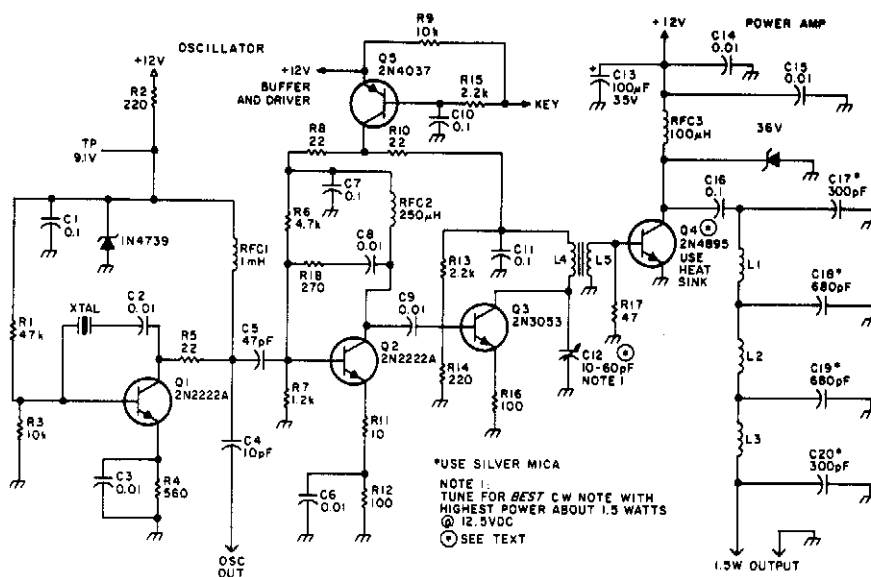 OSCILLATOR
+12V
R2
220
TP
9.1V
C1
0.1
1N4739
RFC1
1mH
R1
47k
XTAL
C2
0.01
R5
22
C5
47pF
Q1
2N2222A
R3
10k
C3
0.01
R4
560
C4
10pF
OSC
OUT
R9
10k
+12V
Q5
2N4037
BUFFER
AND DRIVER
R15
2.2k
KEY
C10
0.1
R8
22
R10
22
C7
0.1
RFC2
250µH
R6
4.7k
C8
0.01
R18
270
C9
0.01
Q2
2N2222A
R7
1.2k
R11
10
C6
0.01
R12
100
R13
2.2k
C11
0.1
L4
L5
Q3
2N3053
R14
220
R16
100
C12
10-60pF
NOTE 1
R17
47
POWER AMP
+12V
C14
0.01
C13
100µF
35V
+
C15
0.01
RFC3
100µH
36V
C16
0.1
C17*
300pF
Q4
2N4895
USE
HEAT
SINK
*
L1
C18*
680pF
L2
C19*
680pF
L3
C20*
300pF
1.5W OUTPUT
*USE SILVER MICA
NOTE 1:
TUNE FOR BEST CW NOTE WITH
HIGHEST POWER ABOUT 1.5 WATTS
@ 12.5VDC
* SEE TEXT